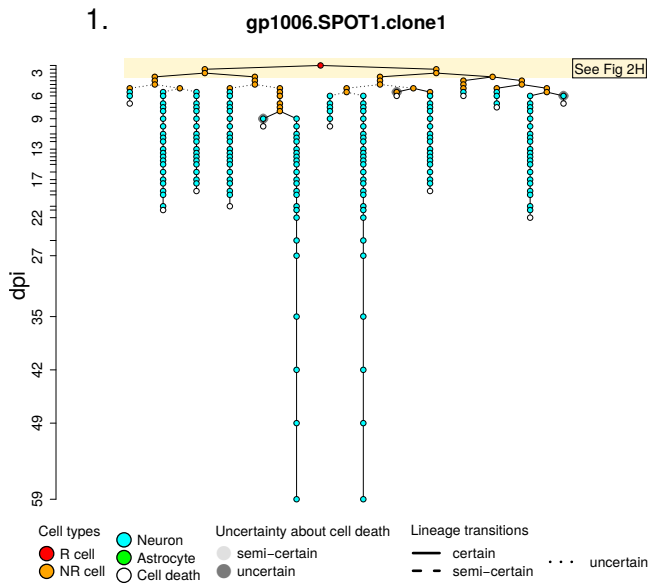 1.
gp1006.SPOT1.clone1
See Fig 2H
dpi
3
6
9
13
17
22
27
35
42
49
59
Cell types
R cell
NR cell
Neuron
Astrocyte
Cell death
Uncertainty about cell death
semi-certain
uncertain
Lineage transitions
certain
semi-certain
uncertain